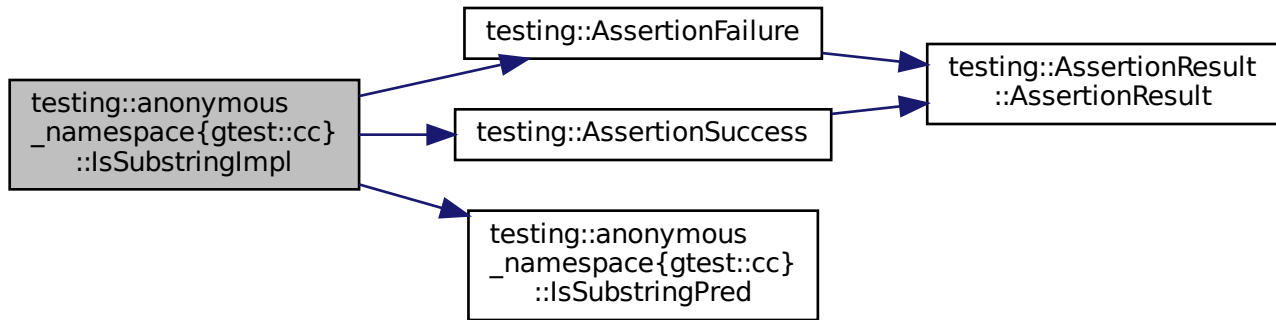 testing::anonymous
_namespace{gtest::cc}
::IsSubstringImpl
testing::AssertionFailure
testing::AssertionSuccess
testing::anonymous
_namespace{gtest::cc}
::IsSubstringPred
testing::AssertionResult
::AssertionResult